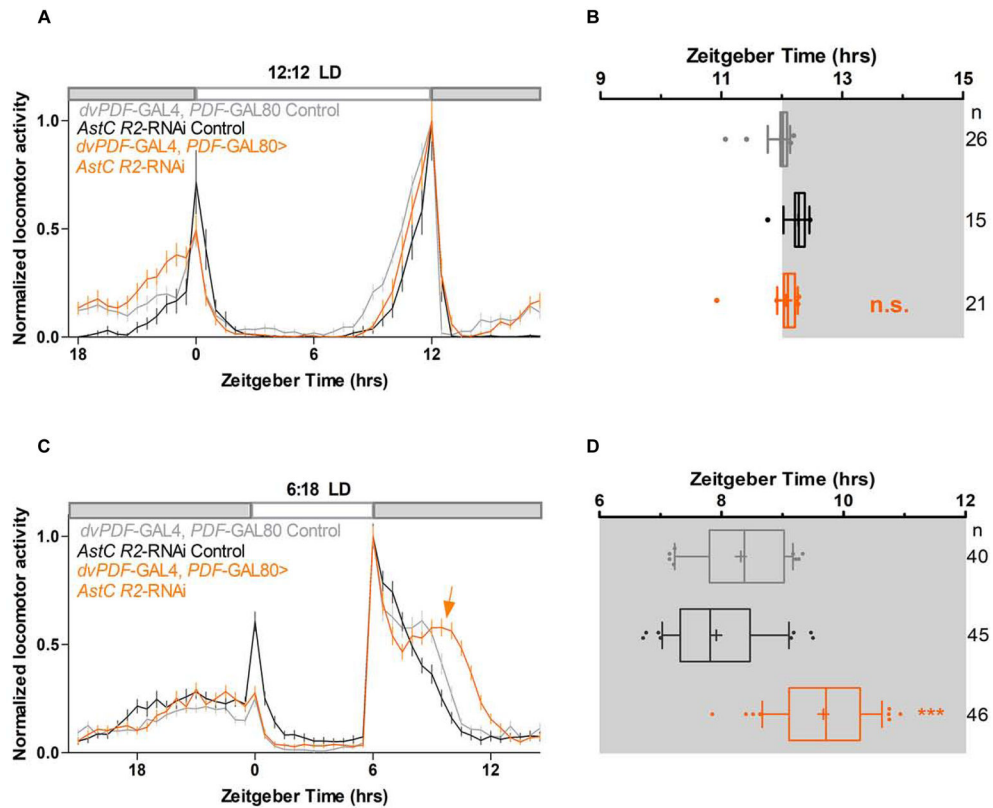 A
12:12 LD
Normalized locomotor activity
dvPDF-GAL4, PDF-GAL80 Control
AstC R2-RNAi Control
dvPDF-GAL4, PDF-GAL80>
AstC R2-RNAi
1.0
0.5
0.0
18
0
6
12
Zeitgeber Time (hrs)
B
Zeitgeber Time (hrs)
9
11
13
15
n
26
15
21
n.s.
C
6:18 LD
Normalized locomotor activity
dvPDF-GAL4, PDF-GAL80 Control
AstC R2-RNAi Control
dvPDF-GAL4, PDF-GAL80>
AstC R2-RNAi
1.0
0.5
0.0
18
0
6
12
Zeitgeber Time (hrs)
D
Zeitgeber Time (hrs)
6
8
10
12
n
40
45
46
***